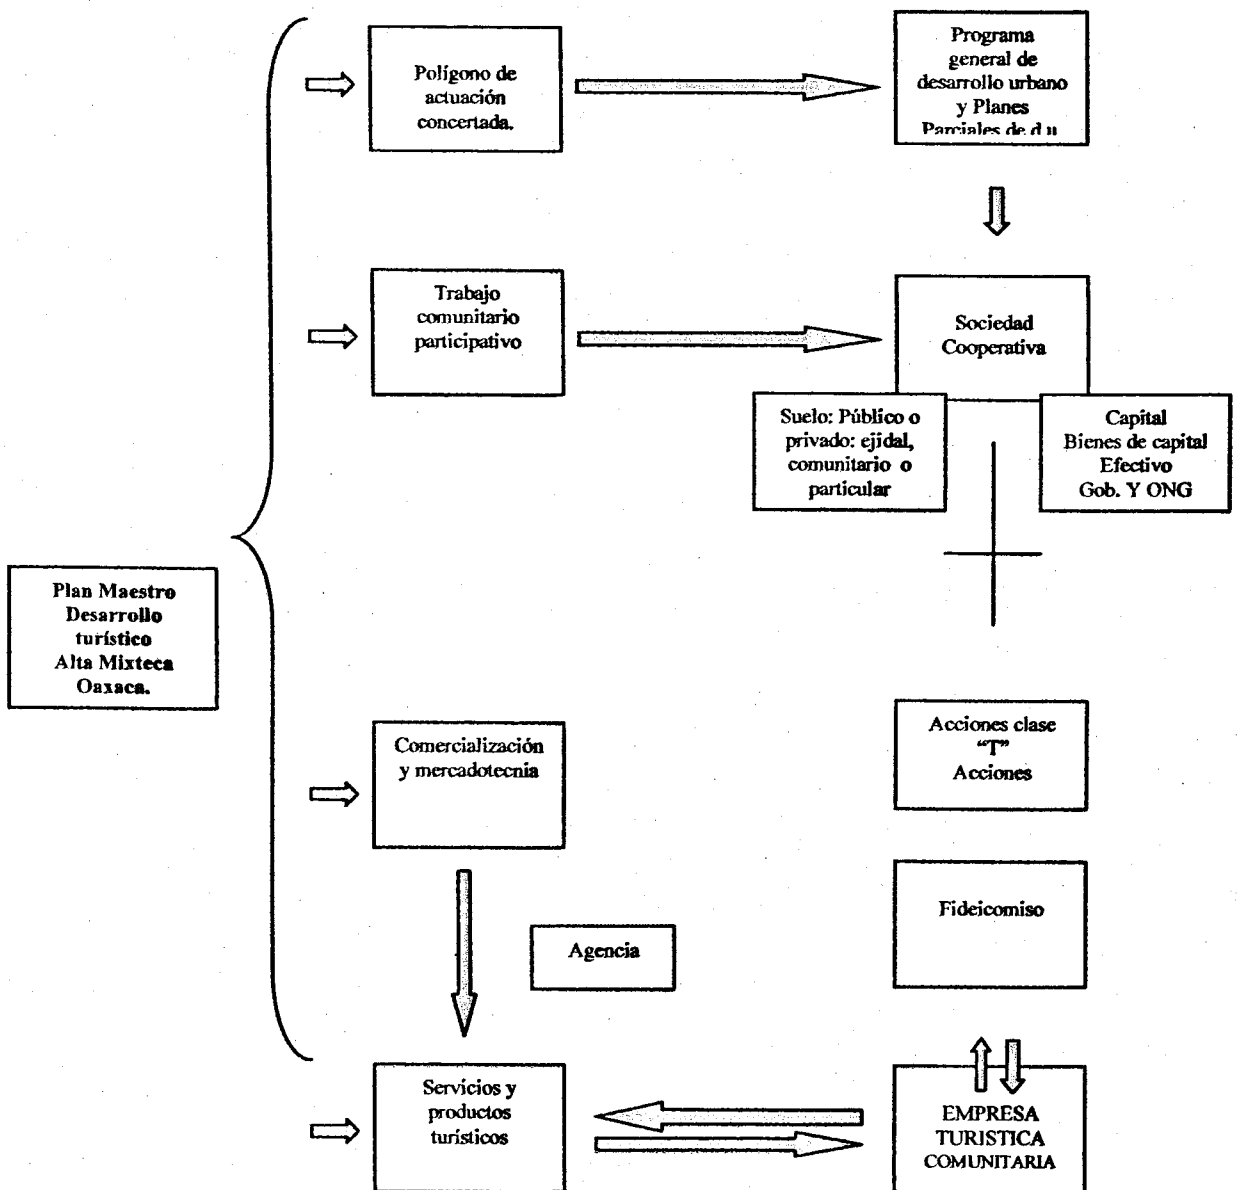 Polígono de
actuación
concertada.
Programa
general de
desarrollo urbano
y Planes
Parciales de d u
Trabajo
comunitario
participativo
Sociedad
Cooperativa
Suelo: Público o
privado: ejidal,
comunitario o
particular
Capital
Bienes de capital
Efectivo
Gob. Y ONG
Plan Maestro
Desarrollo
turístico
Alta Mixteca
Oaxaca.
Comercialización
y mercadotecnia
Acciones clase
“T”
Acciones
Agencia
Fideicomiso
Servicios y
productos
turísticos
EMPRESA
TURISTICA
COMUNITARIA